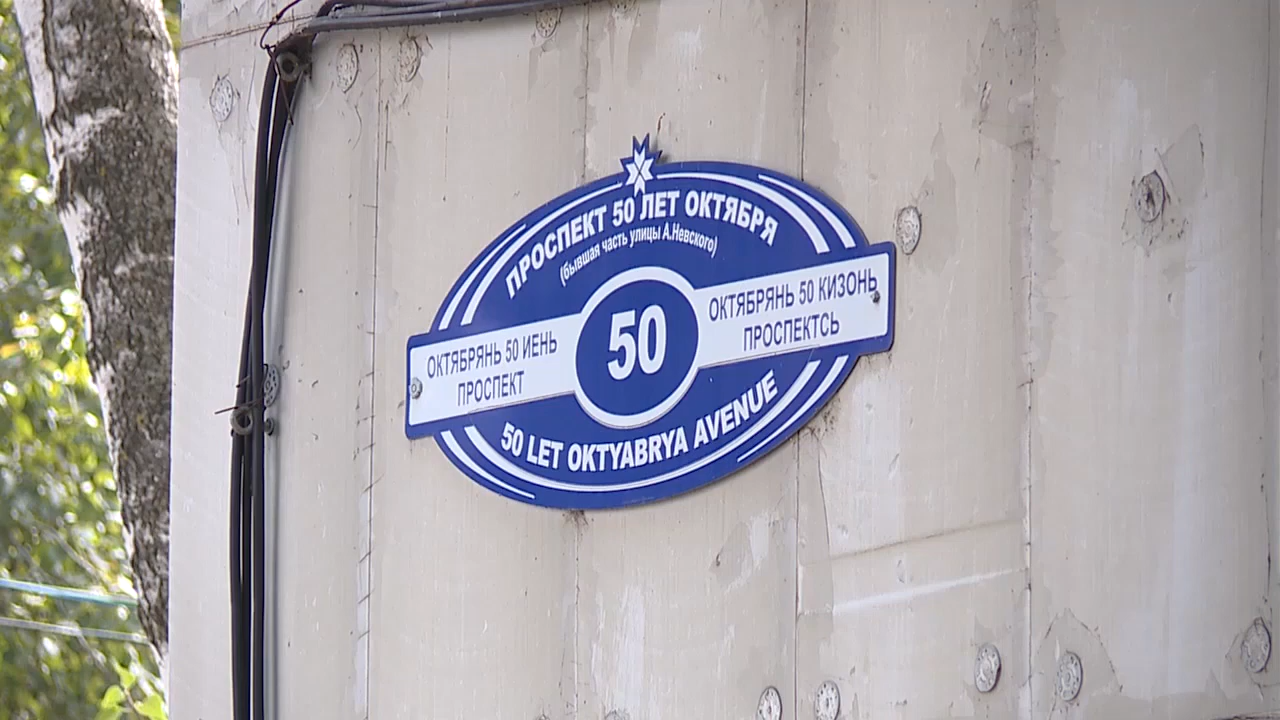 ПРОСПЕКТ 50 ЛЕТ ОКТЯБРЯ
(бывшая часть улицы А.Невского)
ОКТЯБРЯНЬ 50 ИЕНЬ
ПРОСПЕКТ
50
ОКТЯБРЯНЬ 50 КИЗОНЬ
ПРОСПЕКТСЬ
50 LET OKTYABRYA AVENUE